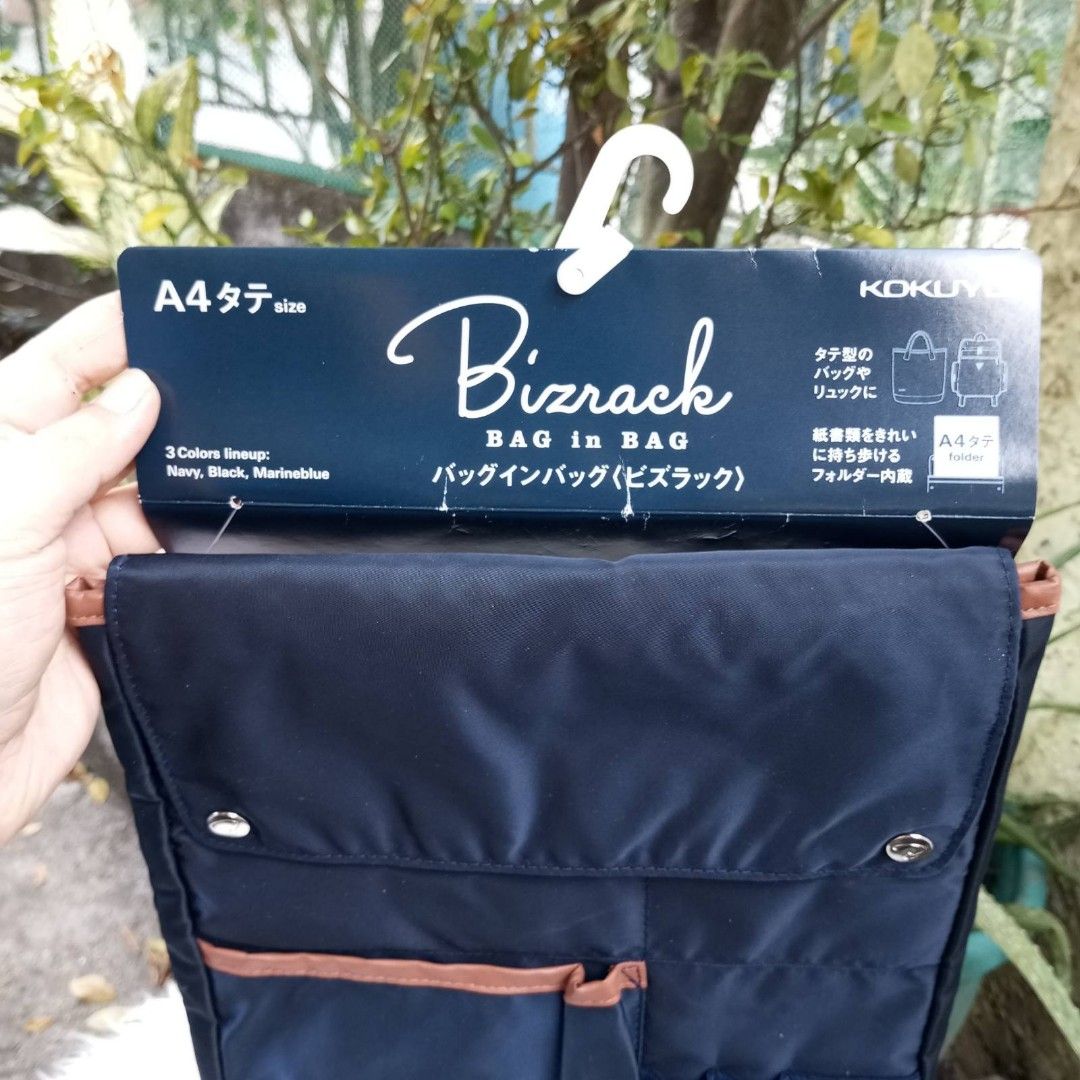 A4タテsize
KOKUYO
Bizrack
BAG in BAG
バッグインバッグ〈ビズラック〉
3 Colors lineup:
Navy, Black, Marineblue
タテ型の
バッグや
リュックに
紙書類をきれい
に持ち歩ける
フォルダー内蔵
A4タテ
folder